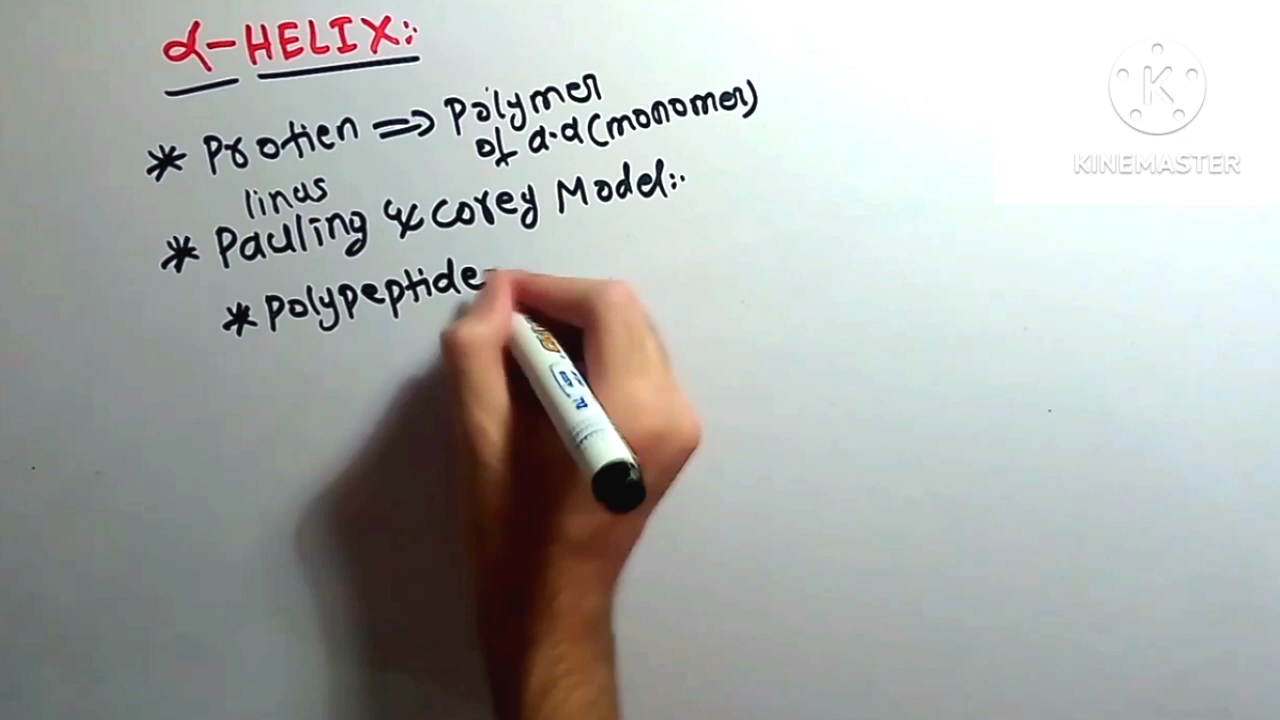 α-HELIX:
* Protien ⇒ Polymer
of a.a (monomer)
linus
* Pauling & corey Model:
* Polypeptide
K
KINEMASTER